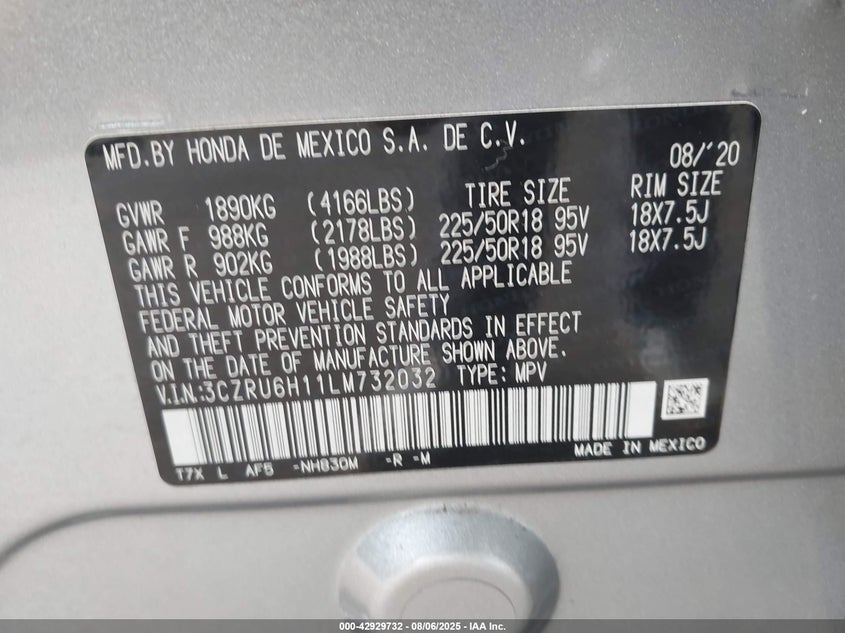 MFD.BY HONDA DE MEXICO S.A. DE C.V. 08/'20
GVWR 1890KG (4166LBS) TIRE SIZE RIM SIZE
GAWR F 988KG (2178LBS) 225/50R18 95V 18X7.5J
GAWR R 902KG (1988LBS) 225/50R18 95V 18X7.5J
THIS VEHICLE CONFORMS TO ALL APPLICABLE
FEDERAL MOTOR VEHICLE SAFETY
AND THEFT PREVENTION STANDARDS IN EFFECT
ON THE DATE OF MANUFACTURE SHOWN ABOVE.
V.I.N:3CZRU6H11LM732032 TYPE: MPV
T7X L AF5 -NH830M -R -M MADE IN MEXICO
000-42929732 - 08/06/2025 - IAA Inc.